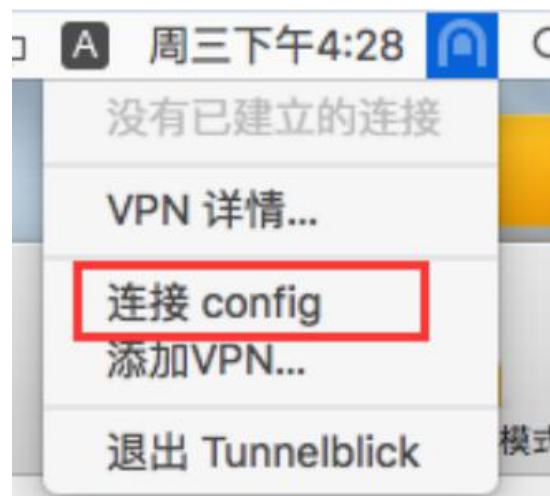 A 周三下午4:28
没有已建立的连接
VPN 详情...
连接 config
添加VPN...
退出 Tunnelblick
模式